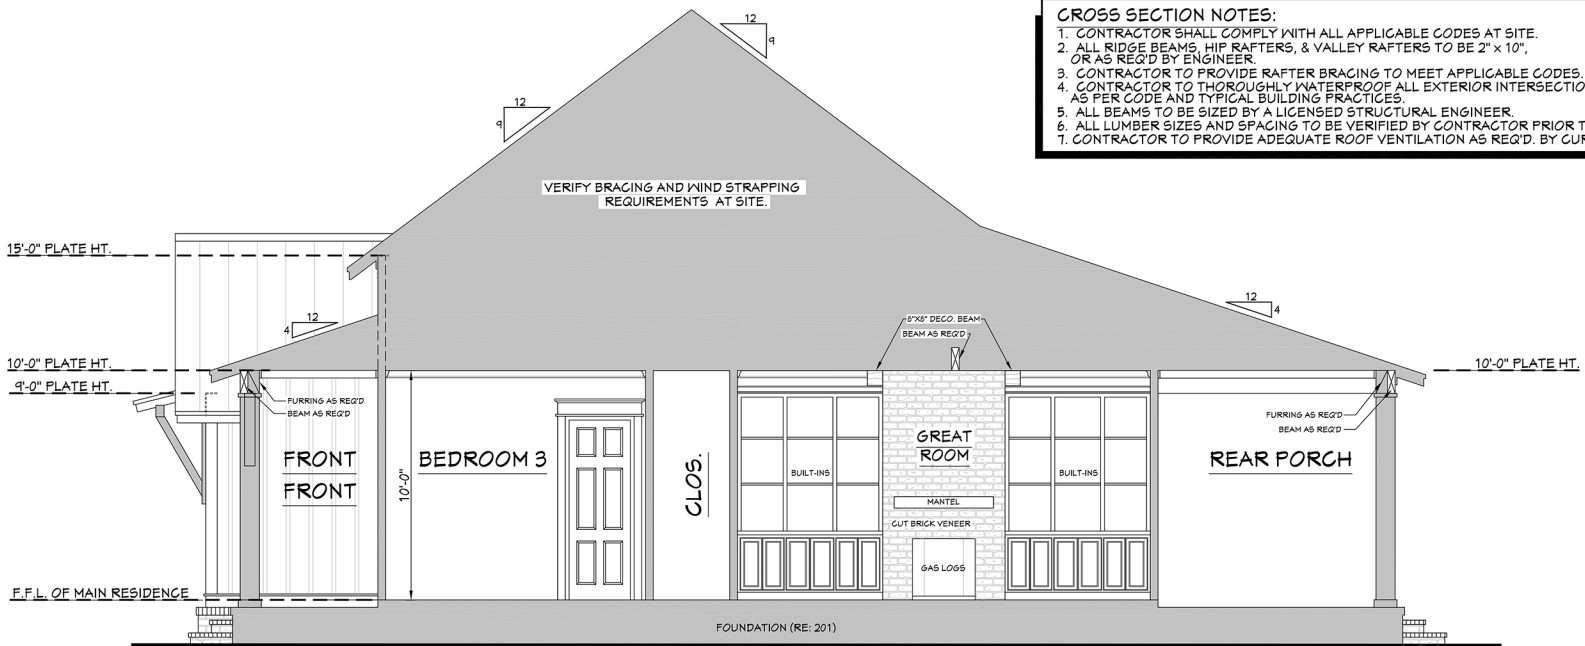 CROSS SECTION NOTES:
1. CONTRACTOR SHALL COMPLY WITH ALL APPLICABLE CODES AT SITE.
2. ALL RIDGE BEAMS, HIP RAFTERS, & VALLEY RAFTERS TO BE 2" x 10",
OR AS REQ'D BY ENGINEER.
3. CONTRACTOR TO PROVIDE RAFTER BRACING TO MEET APPLICABLE CODES.
4. CONTRACTOR TO THOROUGHLY WATERPROOF ALL EXTERIOR INTERSECTIO
AS PER CODE AND TYPICAL BUILDING PRACTICES.
5. ALL BEAMS TO BE SIZED BY A LICENSED STRUCTURAL ENGINEER.
6. ALL LUMBER SIZES AND SPACING TO BE VERIFIED BY CONTRACTOR PRIOR T
7. CONTRACTOR TO PROVIDE ADEQUATE ROOF VENTILATION AS REQ'D. BY CUR
12
9
12
9
VERIFY BRACING AND WIND STRAPPING
REQUIREMENTS AT SITE.
15'-0" PLATE HT.
12
4
12
4
8"X8" DECO. BEAM
BEAM AS REQ'D
10'-0" PLATE HT.
10'-0" PLATE HT.
9'-0" PLATE HT.
FURRING AS REQ'D
BEAM AS REQ'D
FURRING AS REQ'D
BEAM AS REQ'D
FRONT
FRONT
BEDROOM 3
10'-0"
CLOS.
GREAT
ROOM
REAR PORCH
BUILT-INS
BUILT-INS
MANTEL
CUT BRICK VENEER
GAS LOGS
F.F.L. OF MAIN RESIDENCE
FOUNDATION (RE: 201)